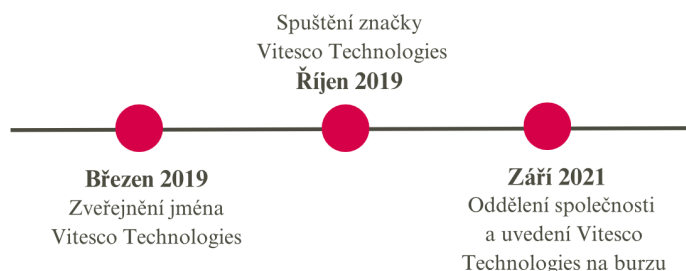 Spuštění značky
Vitesco Technologies
Říjen 2019
Březen 2019
Zveřejnění jména
Vitesco Technologies
Září 2021
Oddělení společnosti
a uvedení Vitesco
Technologies na burzu